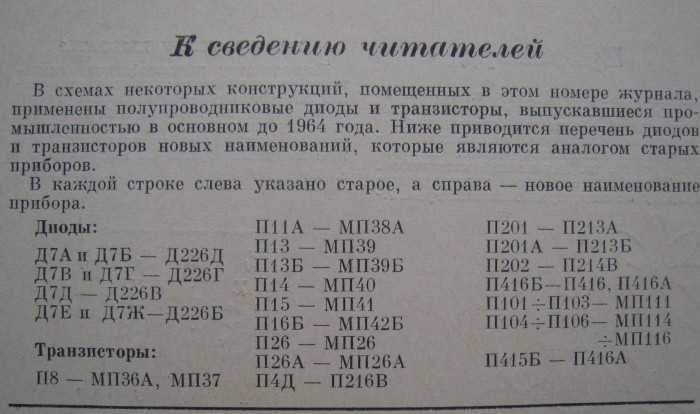 К сведению читателей
В схемах некоторых конструкций, помещенных в этом номере журнала,
применены полупроводниковые диоды и транзисторы, выпускавшиеся про-
мышленностью в основном до 1964 года. Ниже приводится перечень диодов
и транзисторов новых наименований, которые являются аналогом старых
приборов.
В каждой строке слева указано старое, а справа — новое наименование
прибора.
Диоды:
Д7А и Д7Б — Д226Д
Д7В и Д7Г — Д226Г
Д7Д — Д226В
Д7Е и Д7Ж—Д226Б
Транзисторы:
П8 — МП36А, МП37
П11А — МП38А
П13 — МП39
П13Б — МП39Б
П14 — МП40
П15 — МП41
П16Б — МП42Б
П26 — МП26
П26А — МП26А
П4Д — П216В
П201 — П213А
П201А — П213Б
П202 — П214В
П416Б—П416, П416А
П101÷П103— МП111
П104÷П106— МП114
÷МП116
П415Б — П416А